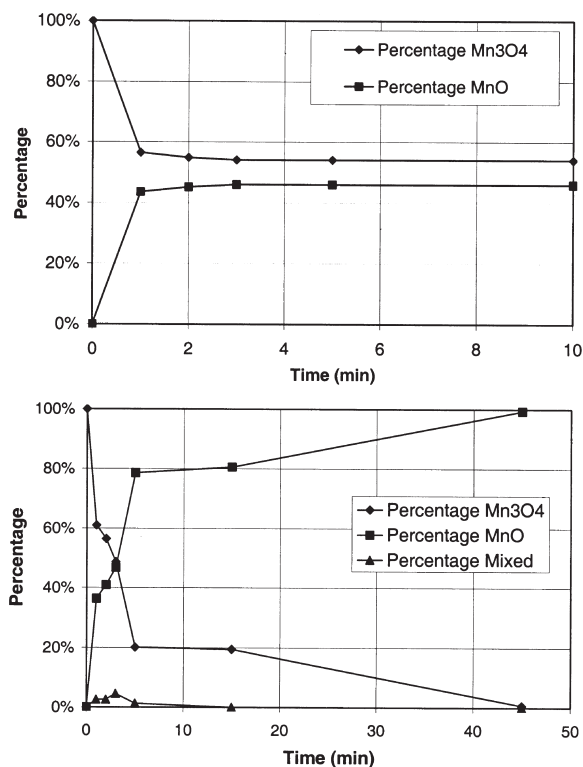 100%
80%
60%
40%
20%
0%
Percentage
Percentage Mn3O4
Percentage MnO
0 2 4 6 8 10
Time (min)
100%
80%
60%
40%
20%
0%
Percentage
Percentage Mn3O4
Percentage MnO
Percentage Mixed
0 10 20 30 40 50
Time (min)